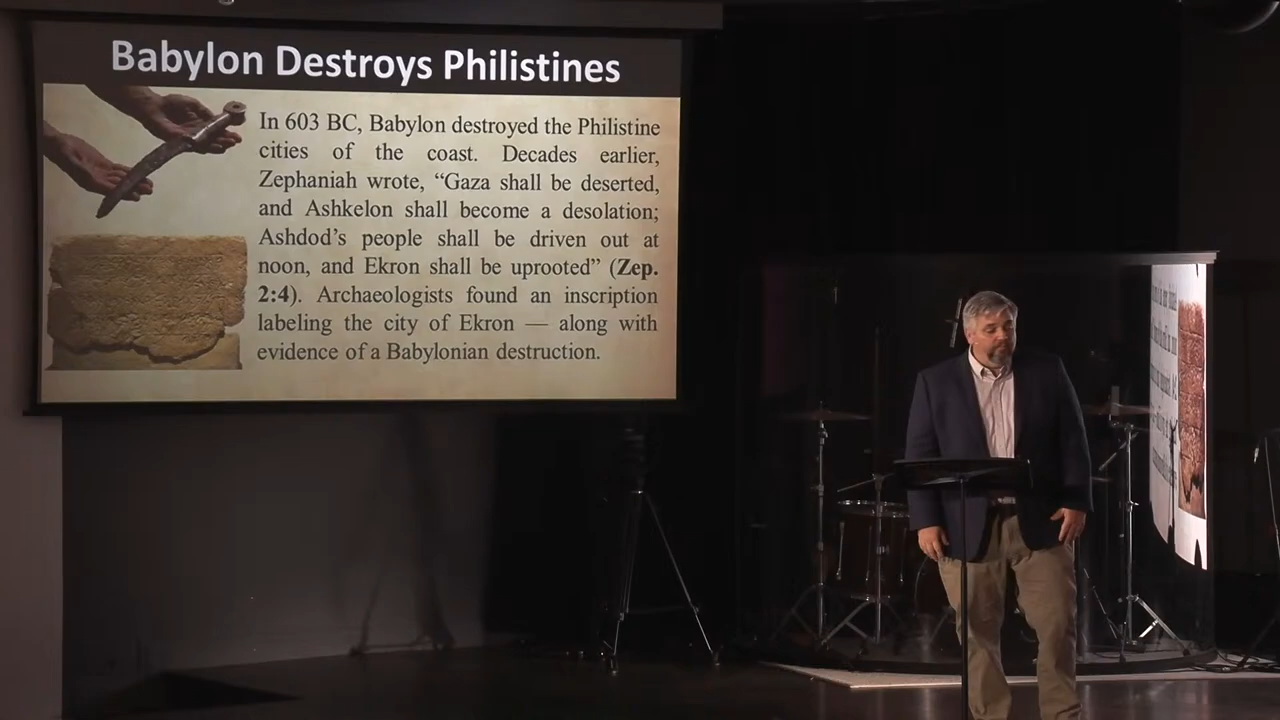 Babylon Destroys Philistines
In 603 BC, Babylon destroyed the Philistine
cities of the coast. Decades earlier,
Zephaniah wrote, “Gaza shall be deserted,
and Ashkelon shall become a desolation;
Ashdod’s people shall be driven out at
noon, and Ekron shall be uprooted” (Zep.
2:4). Archaeologists found an inscription
labeling the city of Ekron — along with
evidence of a Babylonian destruction.